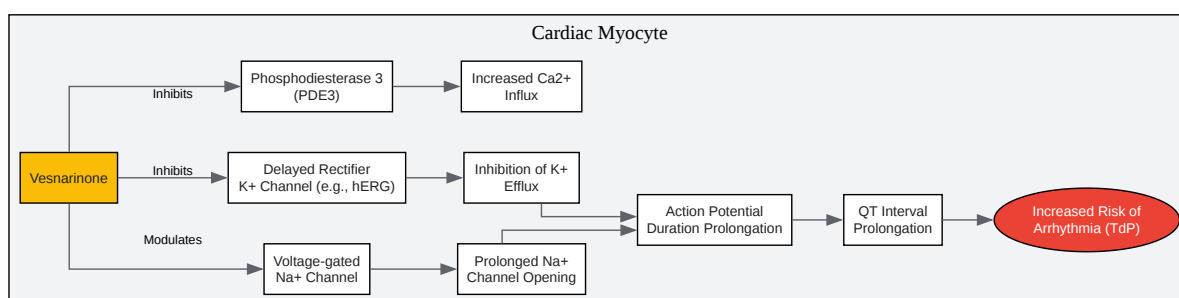 Cardiac Myocyte
Phosphodiesterase 3
(PDE3)
Increased Ca2+
Influx
Inhibits
Vesnarinone
Inhibits
Delayed Rectifier
K+ Channel (e.g., hERG)
Inhibition of K+
Efflux
Action Potential
Duration Prolongation
QT Interval
Prolongation
Increased Risk of
Arrhythmia (TdP)
Modulates
Voltage-gated
Na+ Channel
Prolonged Na+
Channel Opening